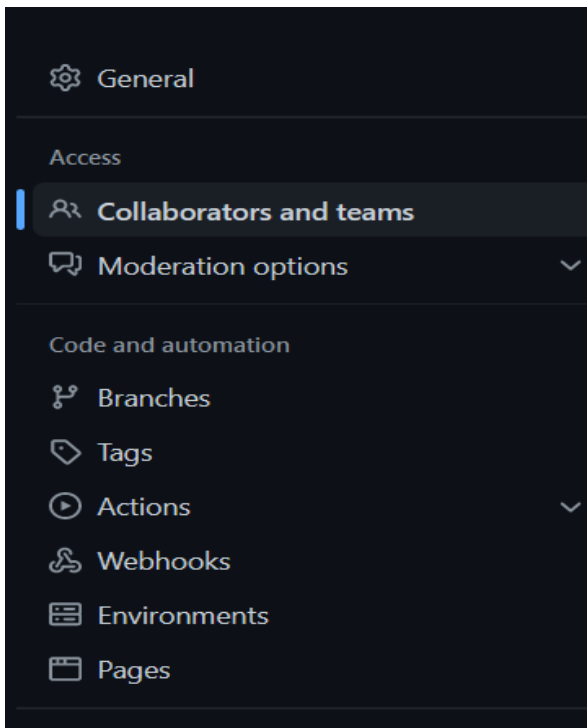 General
Access
Collaborators and teams
Moderation options
Code and automation
Branches
Tags
Actions
Webhooks
Environments
Pages